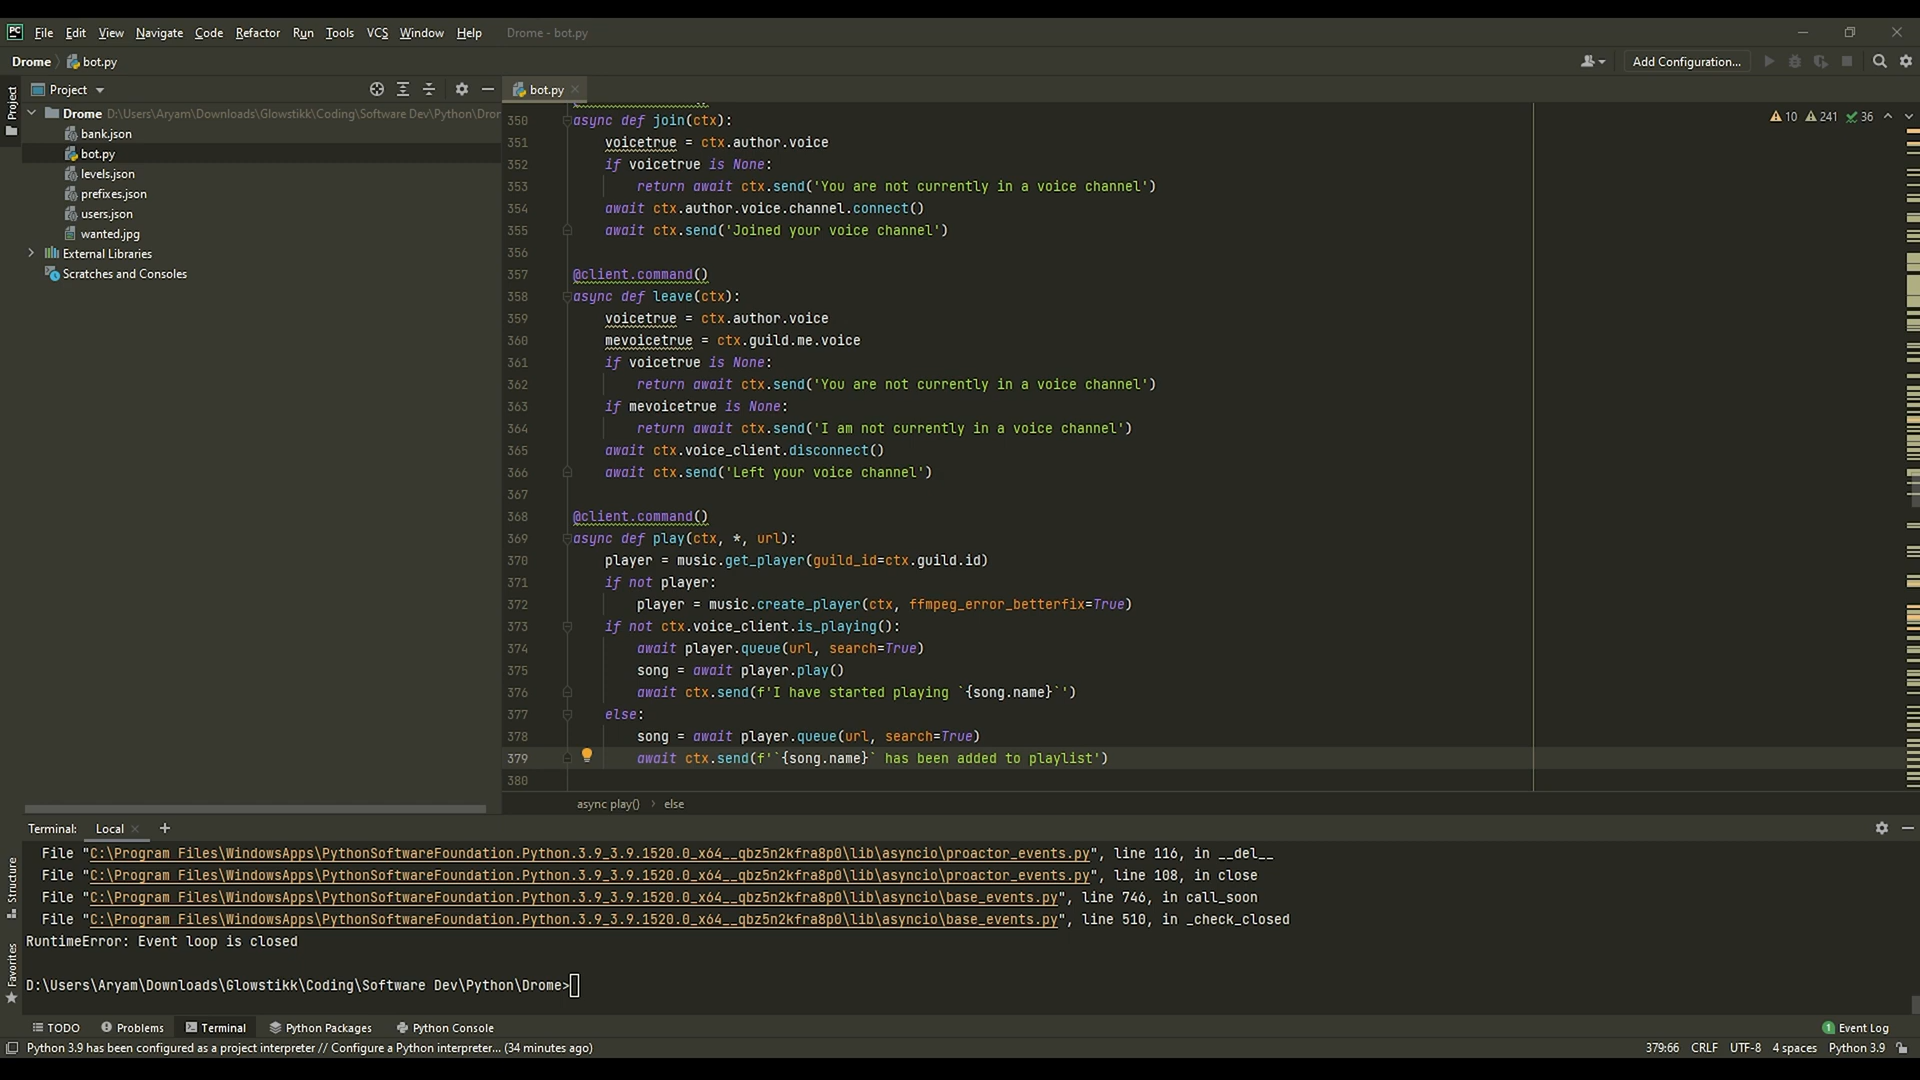 PC File Edit View Navigate Code Refactor Run Tools VCS Window Help Drome - bot.py
Drome bot.py Add Configuration...
Project bot.py
Project
Drome D:\Users\Aryam\Downloads\Glowstikk\Coding\Software Dev\Python\Dron
bank.json
bot.py
levels.json
prefixes.json
users.json
wanted.jpg
External Libraries
Scratches and Consoles
10 241 36
350 async def join(ctx):
351 voicetrue = ctx.author.voice
352 if voicetrue is None:
353 return await ctx.send('You are not currently in a voice channel')
354 await ctx.author.voice.channel.connect()
355 await ctx.send('Joined your voice channel')
356
357 @client.command()
358 async def leave(ctx):
359 voicetrue = ctx.author.voice
360 mevoicetrue = ctx.guild.me.voice
361 if voicetrue is None:
362 return await ctx.send('You are not currently in a voice channel')
363 if mevoicetrue is None:
364 return await ctx.send('I am not currently in a voice channel')
365 await ctx.voice_client.disconnect()
366 await ctx.send('Left your voice channel')
367
368 @client.command()
369 async def play(ctx, *, url):
370 player = music.get_player(guild_id=ctx.guild.id)
371 if not player:
372 player = music.create_player(ctx, ffmpeg_error_betterfix=True)
373 if not ctx.voice_client.is_playing():
374 await player.queue(url, search=True)
375 song = await player.play()
376 await ctx.send(f'I have started playing `{song.name}`')
377 else:
378 song = await player.queue(url, search=True)
379 await ctx.send(f'`{song.name}` has been added to playlist')
380
async play() › else
Terminal: Local +
File "C:\Program Files\WindowsApps\PythonSoftwareFoundation.Python.3.9_3.9.1520.0_x64__qbz5n2kfra8p0\lib\asyncio\proactor_events.py", line 116, in __del__
File "C:\Program Files\WindowsApps\PythonSoftwareFoundation.Python.3.9_3.9.1520.0_x64__qbz5n2kfra8p0\lib\asyncio\proactor_events.py", line 108, in close
File "C:\Program Files\WindowsApps\PythonSoftwareFoundation.Python.3.9_3.9.1520.0_x64__qbz5n2kfra8p0\lib\asyncio\base_events.py", line 746, in call_soon
File "C:\Program Files\WindowsApps\PythonSoftwareFoundation.Python.3.9_3.9.1520.0_x64__qbz5n2kfra8p0\lib\asyncio\base_events.py", line 510, in _check_closed
RuntimeError: Event loop is closed
D:\Users\Aryam\Downloads\Glowstikk\Coding\Software Dev\Python\Drome>
Structure
Favorites
TODO Problems Terminal Python Packages Python Console 1 Event Log
Python 3.9 has been configured as a project interpreter // Configure a Python interpreter... (34 minutes ago) 379:66 CRLF UTF-8 4 spaces Python 3.9